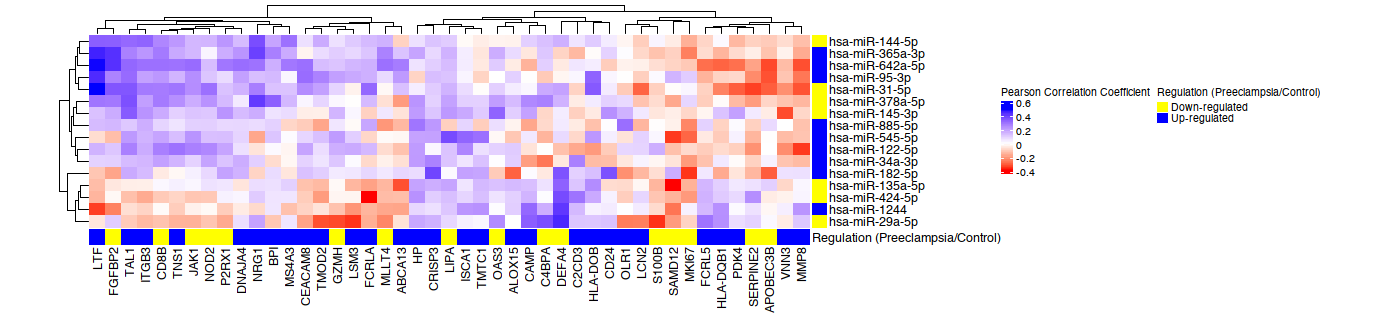 hsa-miR-144-5p
hsa-miR-365a-3p
hsa-miR-642a-5p
hsa-miR-95-3p
hsa-miR-31-5p
hsa-miR-378a-5p
hsa-miR-145-3p
hsa-miR-885-5p
hsa-miR-545-5p
hsa-miR-122-5p
hsa-miR-34a-3p
hsa-miR-182-5p
hsa-miR-135a-5p
hsa-miR-424-5p
hsa-miR-1244
hsa-miR-29a-5p
Regulation (Preeclampsia/Control)
LTF
FGFBP2
TAL1
ITGB3
CD8B
TNS1
JAK1
NOD2
P2RX1
DNAJA4
NRG1
BPI
MS4A3
CEACAM8
TMOD2
GZMH
LSM3
FCRLA
MLLT4
ABCA13
HP
CRISP3
LIPA
ISCA1
TMTC1
OAS3
ALOX15
CAMP
C4BPA
DEFA4
C2CD3
HLA-DOB
CD24
OLR1
LCN2
S100B
SAMD12
MKI67
FCRL5
HLA-DQB1
PDK4
SERPINE2
APOBEC3B
VNN3
MMP8
Pearson Correlation Coefficient
0.6
0.4
0.2
0
-0.2
-0.4
Regulation (Preeclampsia/Control)
Down-regulated
Up-regulated